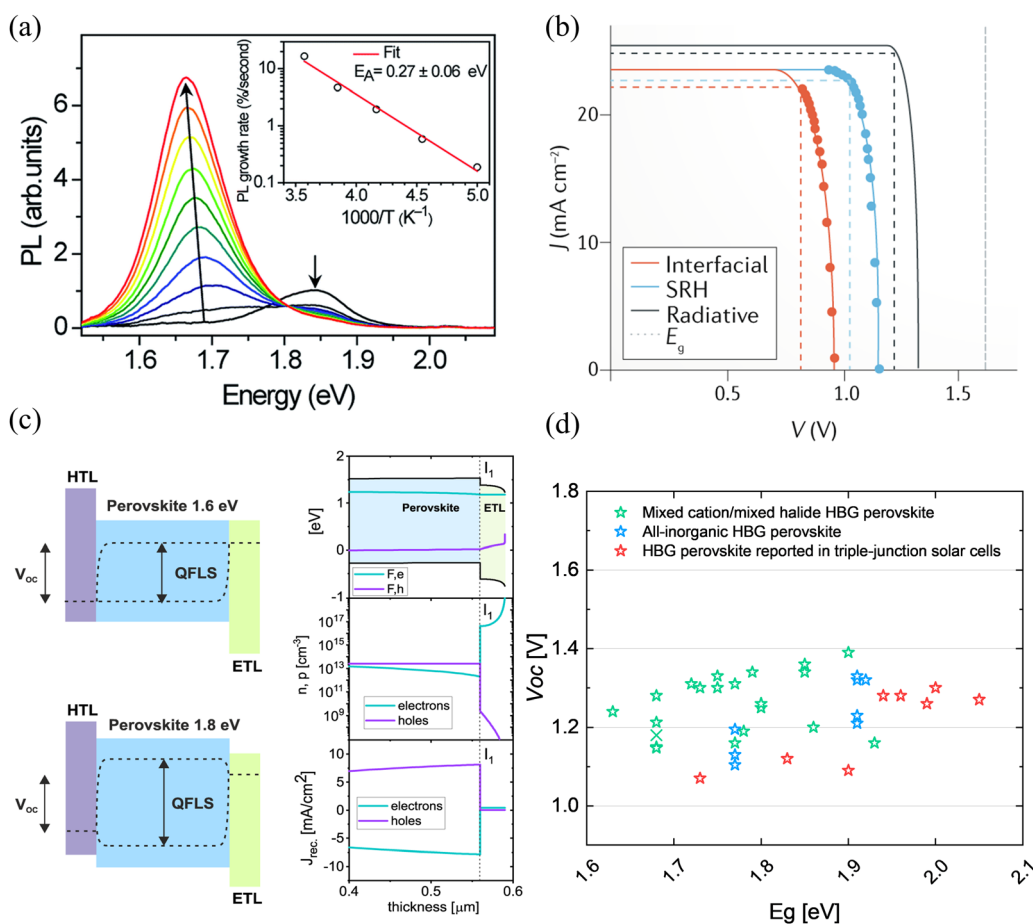 (a)
PL (arb.units)
6
4
2
0
1.6
1.7
1.8
1.9
2.0
Energy (eV)
PL growth rate (%/second)
10
1
0.1
Fit
E_A= 0.27 ± 0.06 eV
3.5
4.0
4.5
5.0
1000/T (K⁻¹)
(b)
J (mA cm⁻²)
20
10
0
Interfacial
SRH
Radiative
E_g
0.5
1.0
1.5
V (V)
(c)
HTL
Perovskite 1.6 eV
V_OC
QFLS
ETL
Perovskite 1.8 eV
V_OC
QFLS
ETL
I₁
2
1
0
-1
[eV]
Perovskite
ETL
F,e
F,h
I₁
10¹⁷
10¹⁵
10¹³
10¹¹
10⁹
n, p [cm⁻³]
electrons
holes
I₁
10
5
0
-5
-10
J_rec. [mA/cm²]
electrons
holes
0.4
0.5
0.6
thickness [μm]
(d)
Mixed cation/mixed halide HBG perovskite
All-inorganic HBG perovskite
HBG perovskite reported in triple-junction solar cells
Voc [V]
1.8
1.6
1.4
1.2
1.0
1.6
1.7
1.8
1.9
2.0
2.1
Eg [eV]